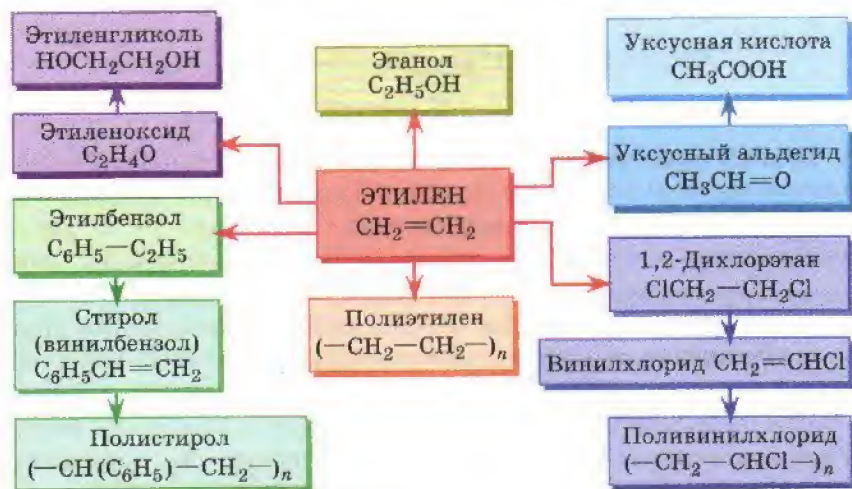 Этиленгликоль
HOCH₂CH₂OH
Этиленоксид
C₂H₄O
Этанол
C₂H₅OH
Уксусная кислота
CH₃COOH
Уксусный альдегид
CH₃CH=O
ЭТИЛЕН
CH₂=CH₂
Этилбензол
C₆H₅—C₂H₅
Стирол
(винилбензол)
C₆H₅CH=CH₂
Полистирол
(—CH(C₆H₅)—CH₂—)ₙ
Полиэтилен
(—CH₂—CH₂—)ₙ
1,2-Дихлорэтан
ClCH₂—CH₂Cl
Винилхлорид CH₂=CHCl
Поливинилхлорид
(—CH₂—CHCl—)ₙ